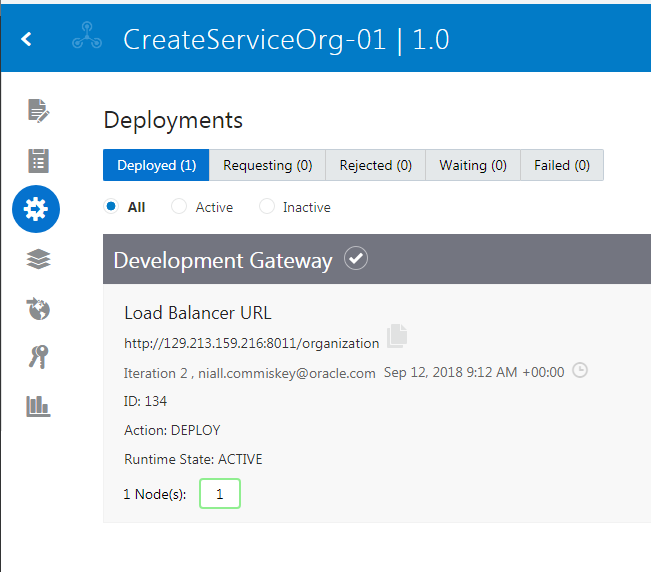 CreateServiceOrg-01 | 1.0
Deployments
Deployed (1) Requesting (0) Rejected (0) Waiting (0) Failed (0)
All Active Inactive
Development Gateway
Load Balancer URL
http://129.213.159.216:8011/organization
Iteration 2 , niall.commiskey@oracle.com Sep 12, 2018 9:12 AM +00:00
ID: 134
Action: DEPLOY
Runtime State: ACTIVE
1 Node(s): 1